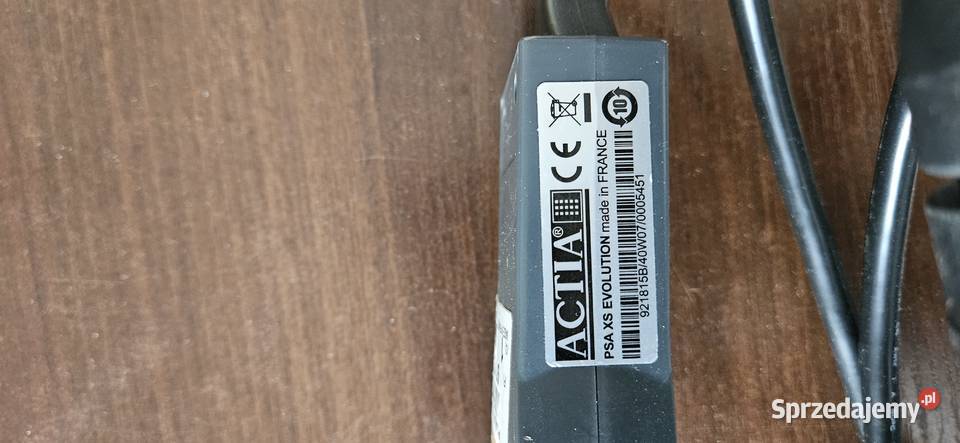 ACTIA®
CE
10
PSA XS EVOLUTION made in FRANCE
921815B/40W07/0005451
Sprzedajemy.pl